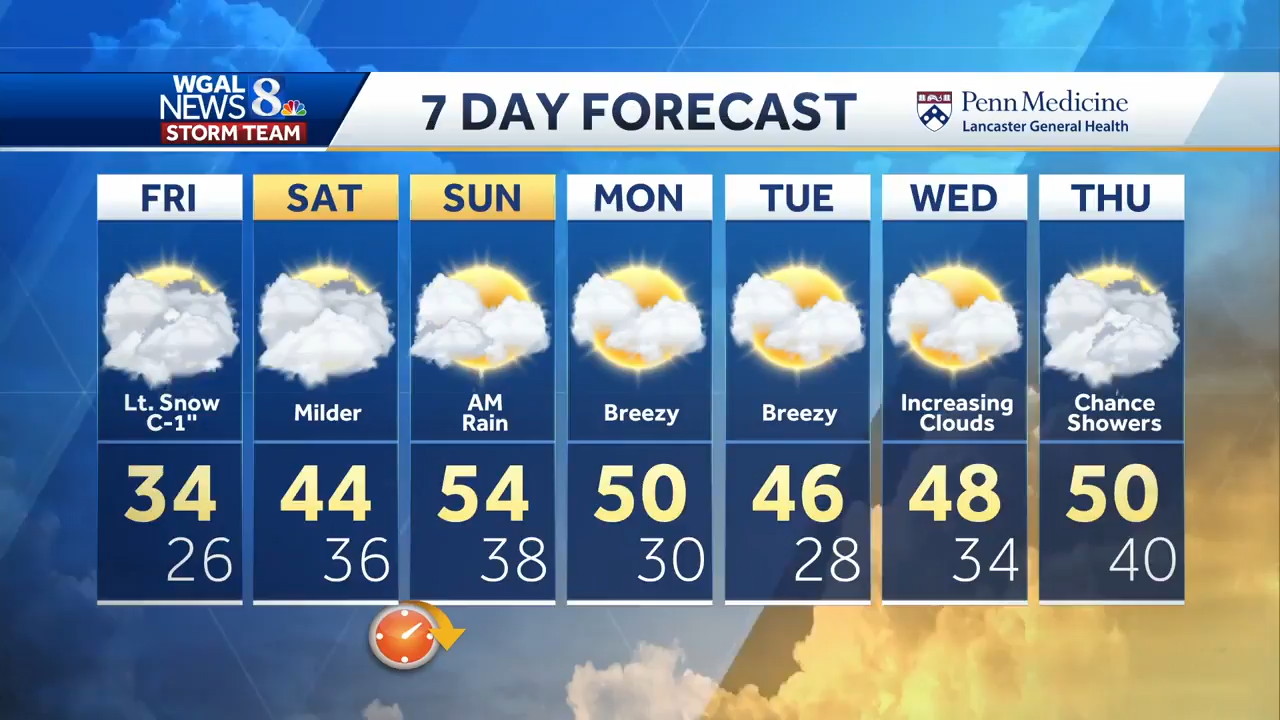 WGAL
NEWS 8
STORM TEAM
7 DAY FORECAST
Penn Medicine
Lancaster General Health
FRI
SAT
SUN
MON
TUE
WED
THU
Lt. Snow
C-1"
Milder
AM
Rain
Breezy
Breezy
Increasing
Clouds
Chance
Showers
34
44
54
50
46
48
50
26
36
38
30
28
34
40